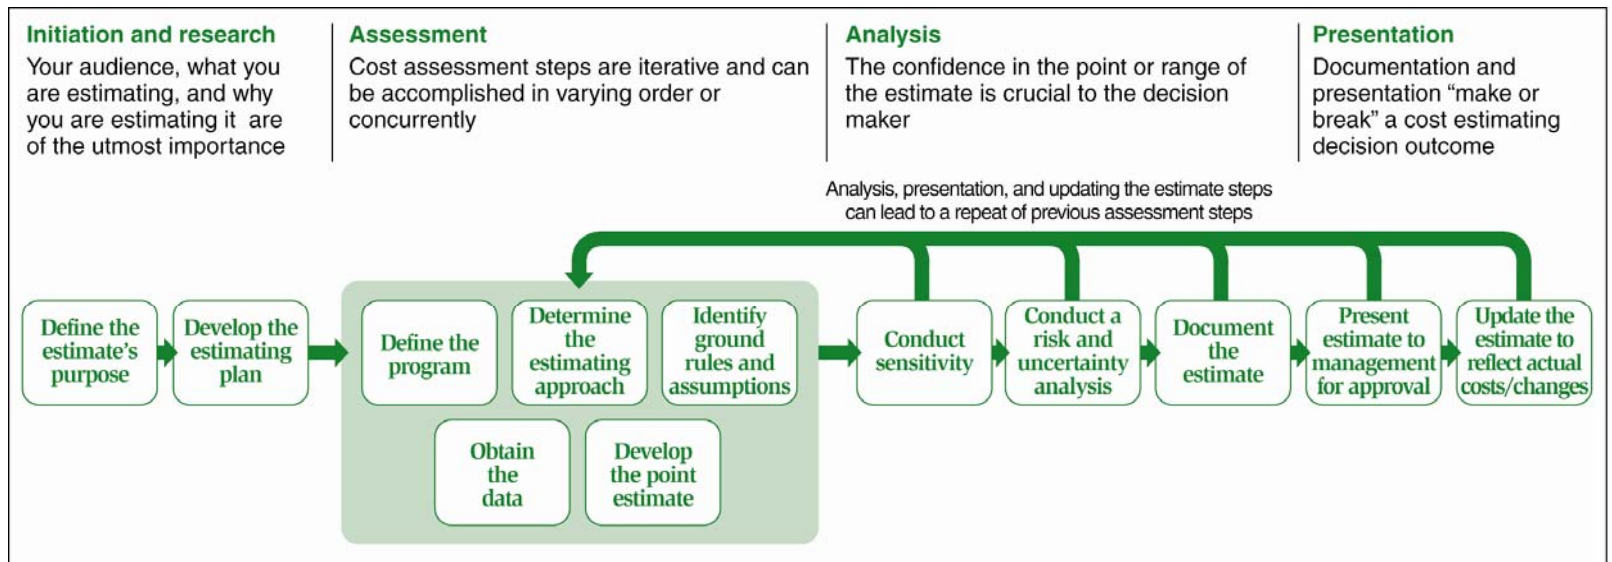 Initiation and research
Your audience, what you
are estimating, and why
you are estimating it are
of the utmost importance
Assessment
Cost assessment steps are iterative and can
be accomplished in varying order or
concurrently
Analysis
The confidence in the point or range of
the estimate is crucial to the decision
maker
Presentation
Documentation and
presentation “make or
break” a cost estimating
decision outcome
Analysis, presentation, and updating the estimate steps
can lead to a repeat of previous assessment steps
Define the
estimate’s
purpose
Develop the
estimating
plan
Define the
program
Determine
the
estimating
approach
Identify
ground
rules and
assumptions
Obtain
the
data
Develop
the point
estimate
Conduct
sensitivity
Conduct a
risk and
uncertainty
analysis
Document
the
estimate
Present
estimate to
management
for approval
Update the
estimate to
reflect actual
costs/changes